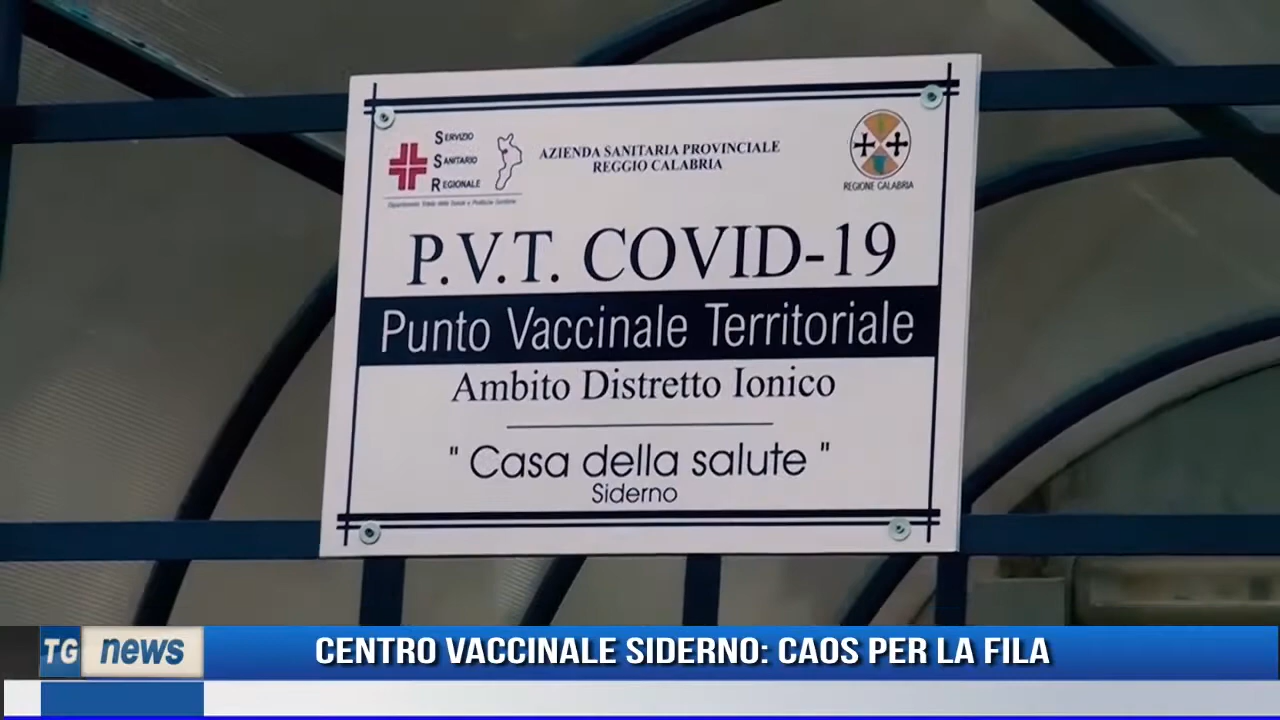 SERVIZIO
SANITARIO
REGIONALE
AZIENDA SANITARIA PROVINCIALE
REGGIO CALABRIA
REGIONE CALABRIA
P.V.T. COVID-19
Punto Vaccinale Territoriale
Ambito Distretto Ionico
" Casa della salute "
Siderno
TG news
CENTRO VACCINALE SIDERNO: CAOS PER LA FILA